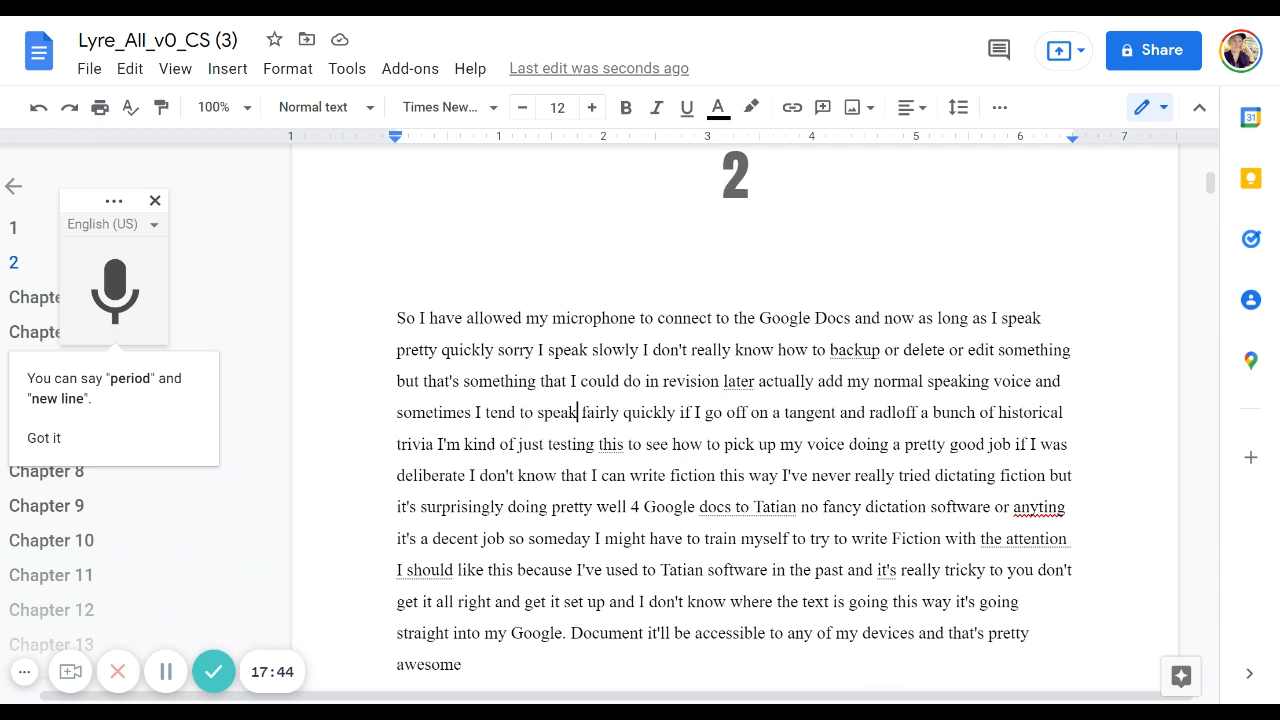 Lyre_All_v0_CS (3)
File Edit View Insert Format Tools Add-ons Help Last edit was seconds ago
Share
100% Normal text Times New... 12 B I U A
1 1 2 3 4 5 6 7
31
2
English (US)
1
2
Chapte
Chapte
You can say "period" and
"new line".
Got it
Chapter 8
Chapter 9
Chapter 10
Chapter 11
Chapter 12
Chapter 13
17:44
So I have allowed my microphone to connect to the Google Docs and now as long as I speak
pretty quickly sorry I speak slowly I don't really know how to backup or delete or edit something
but that's something that I could do in revision later actually add my normal speaking voice and
sometimes I tend to speak fairly quickly if I go off on a tangent and radloff a bunch of historical
trivia I'm kind of just testing this to see how to pick up my voice doing a pretty good job if I was
deliberate I don't know that I can write fiction this way I've never really tried dictating fiction but
it's surprisingly doing pretty well 4 Google docs to Tatian no fancy dictation software or anyting
it's a decent job so someday I might have to train myself to try to write Fiction with the attention
I should like this because I've used to Tatian software in the past and it's really tricky to you don't
get it all right and get it set up and I don't know where the text is going this way it's going
straight into my Google. Document it'll be accessible to any of my devices and that's pretty
awesome